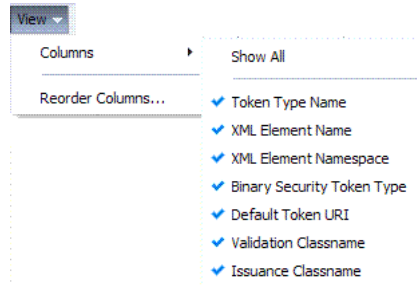 View
Columns
Show All
Reorder Columns...
Token Type Name
XML Element Name
XML Element Namespace
Binary Security Token Type
Default Token URI
Validation Classname
Issuance Classname